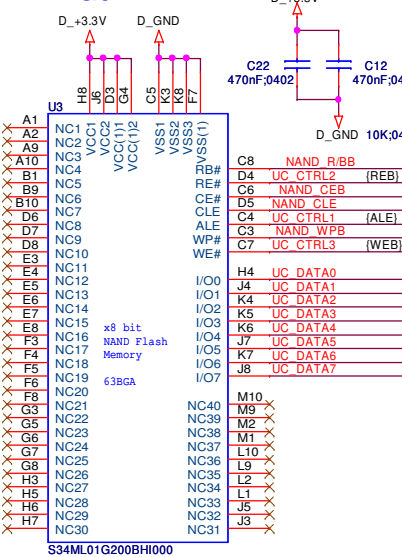 D_+3.3V
D_GND
H8
J6
D3
G4
C5
K3
K8
F7
C22
470nF;0402
C12
D_GND
U3
VCC1
VCC2
VCC(1)1
VCC(1)2
VSS1
VSS2
VSS3
VSS(1)
A1 NC1
A2 NC2
A9 NC3
A10 NC4
B1 NC5
B9 NC6
B10 NC7
D6 NC8
D7 NC9
D8 NC10
E3 NC11
E4 NC12
E5 NC13
E6 NC14
E7 NC15
E8 NC16
F3 NC17
F4 NC18
F5 NC19
F6 NC20
F8 NC21
G3 NC22
G5 NC23
G6 NC24
G7 NC25
G8 NC26
H3 NC27
H5 NC28
H6 NC29
H7 NC30
x8 bit
NAND Flash
Memory
63BGA
RB# C8 NAND_R/BB
RE# D4 UC_CTRL2 {REB}
CE# C6 NAND_CEB
CLE D5 NAND_CLE
ALE C4 UC_CTRL1 {ALE}
WP# C3 NAND_WPB
WE# C7 UC_CTRL3 {WEB}
I/O0 H4 UC_DATA0
I/O1 J4 UC_DATA1
I/O2 K4 UC_DATA2
I/O3 K5 UC_DATA3
I/O4 K6 UC_DATA4
I/O5 J7 UC_DATA5
I/O6 K7 UC_DATA6
I/O7 J8 UC_DATA7
NC40 M10
NC39 M9
NC38 M2
NC37 M1
NC36 L10
NC35 L9
NC34 L2
NC33 L1
NC32 J5
NC31 J3
S34ML01G200BHI000